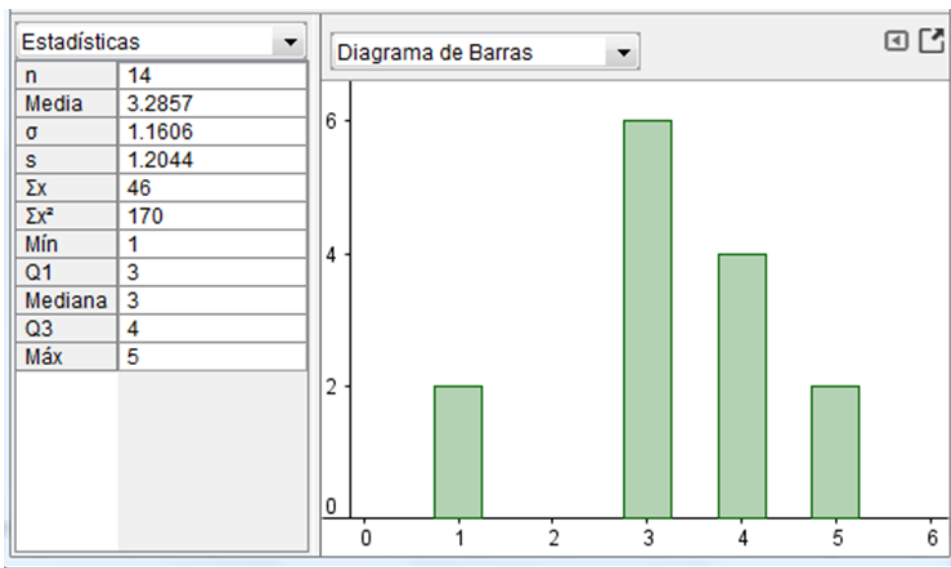 Estadísticas
n 14
Media 3.2857
σ 1.1606
s 1.2044
Σx 46
Σx² 170
Mín 1
Q1 3
Mediana 3
Q3 4
Máx 5
Diagrama de Barras
6
4
2
0
0 1 2 3 4 5 6